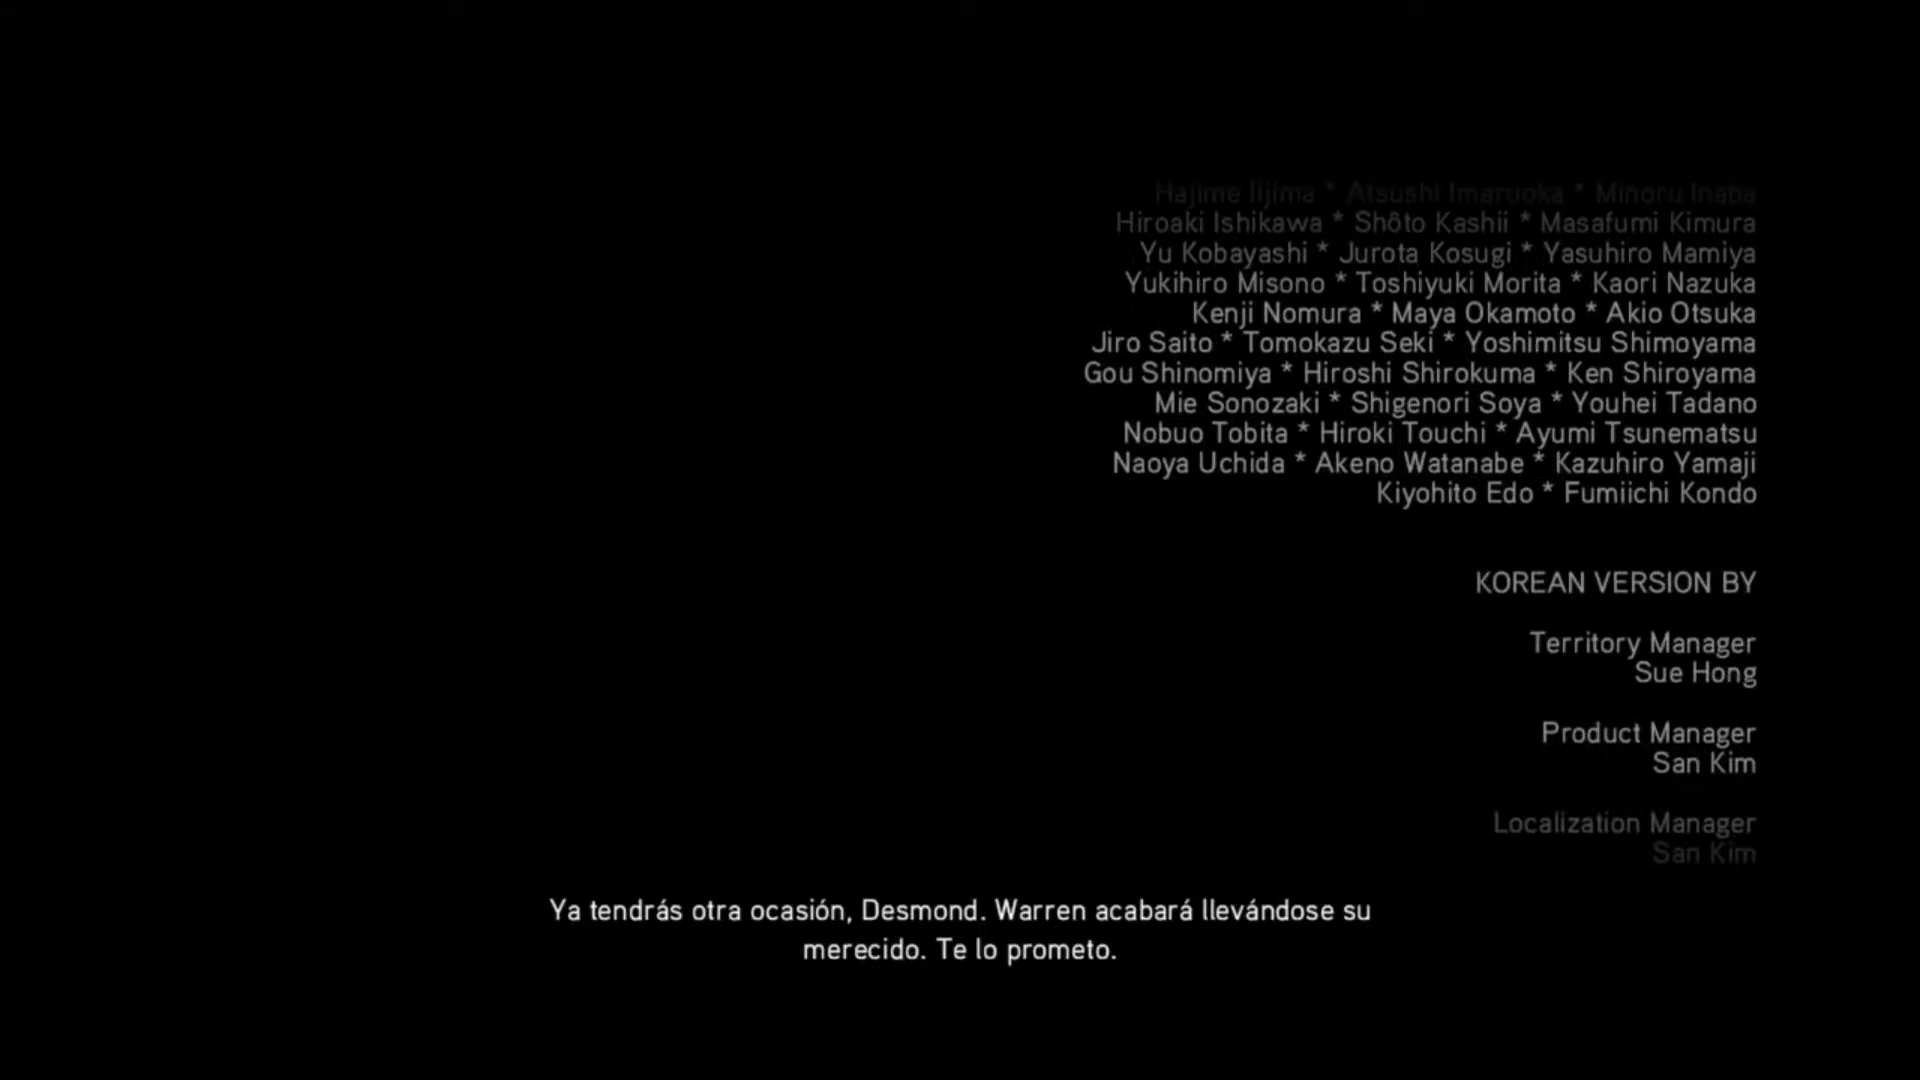 Hajime Iijima * Atsushi Imaruoka * Minoru Inaba
Hiroaki Ishikawa * Shôto Kashii * Masafumi Kimura
Yu Kobayashi * Jurota Kosugi * Yasuhiro Mamiya
Yukihiro Misono * Toshiyuki Morita * Kaori Nazuka
Kenji Nomura * Maya Okamoto * Akio Otsuka
Jiro Saito * Tomokazu Seki * Yoshimitsu Shimoyama
Gou Shinomiya * Hiroshi Shirokuma * Ken Shiroyama
Mie Sonozaki * Shigenori Soya * Youhei Tadano
Nobuo Tobita * Hiroki Touchi * Ayumi Tsunematsu
Naoya Uchida * Akeno Watanabe * Kazuhiro Yamaji
Kiyohito Edo * Fumiichi Kondo
KOREAN VERSION BY
Territory Manager
Sue Hong
Product Manager
San Kim
Localization Manager
San Kim
Ya tendrás otra ocasión, Desmond. Warren acabará llevándose su
merecido. Te lo prometo.